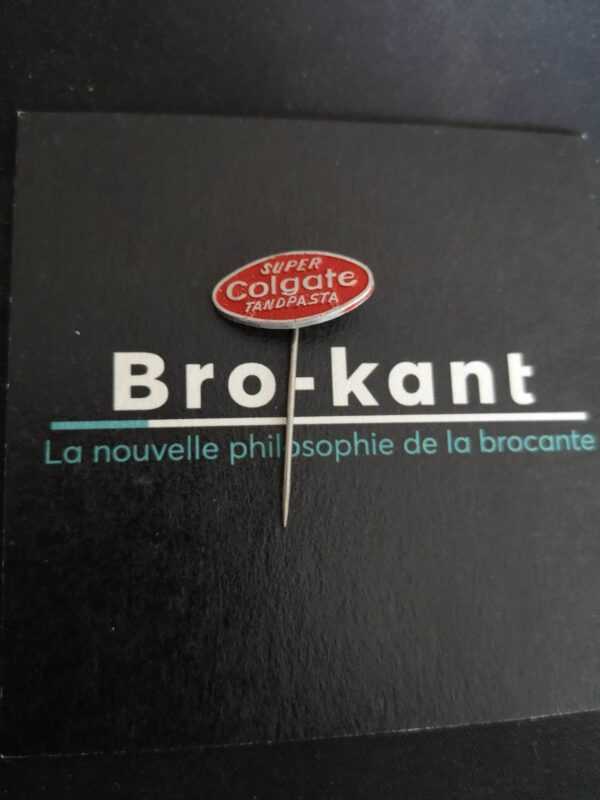 SUPER
Colgate
TANDPASTA
Bro-kant
La nouvelle philosophie de la brocante